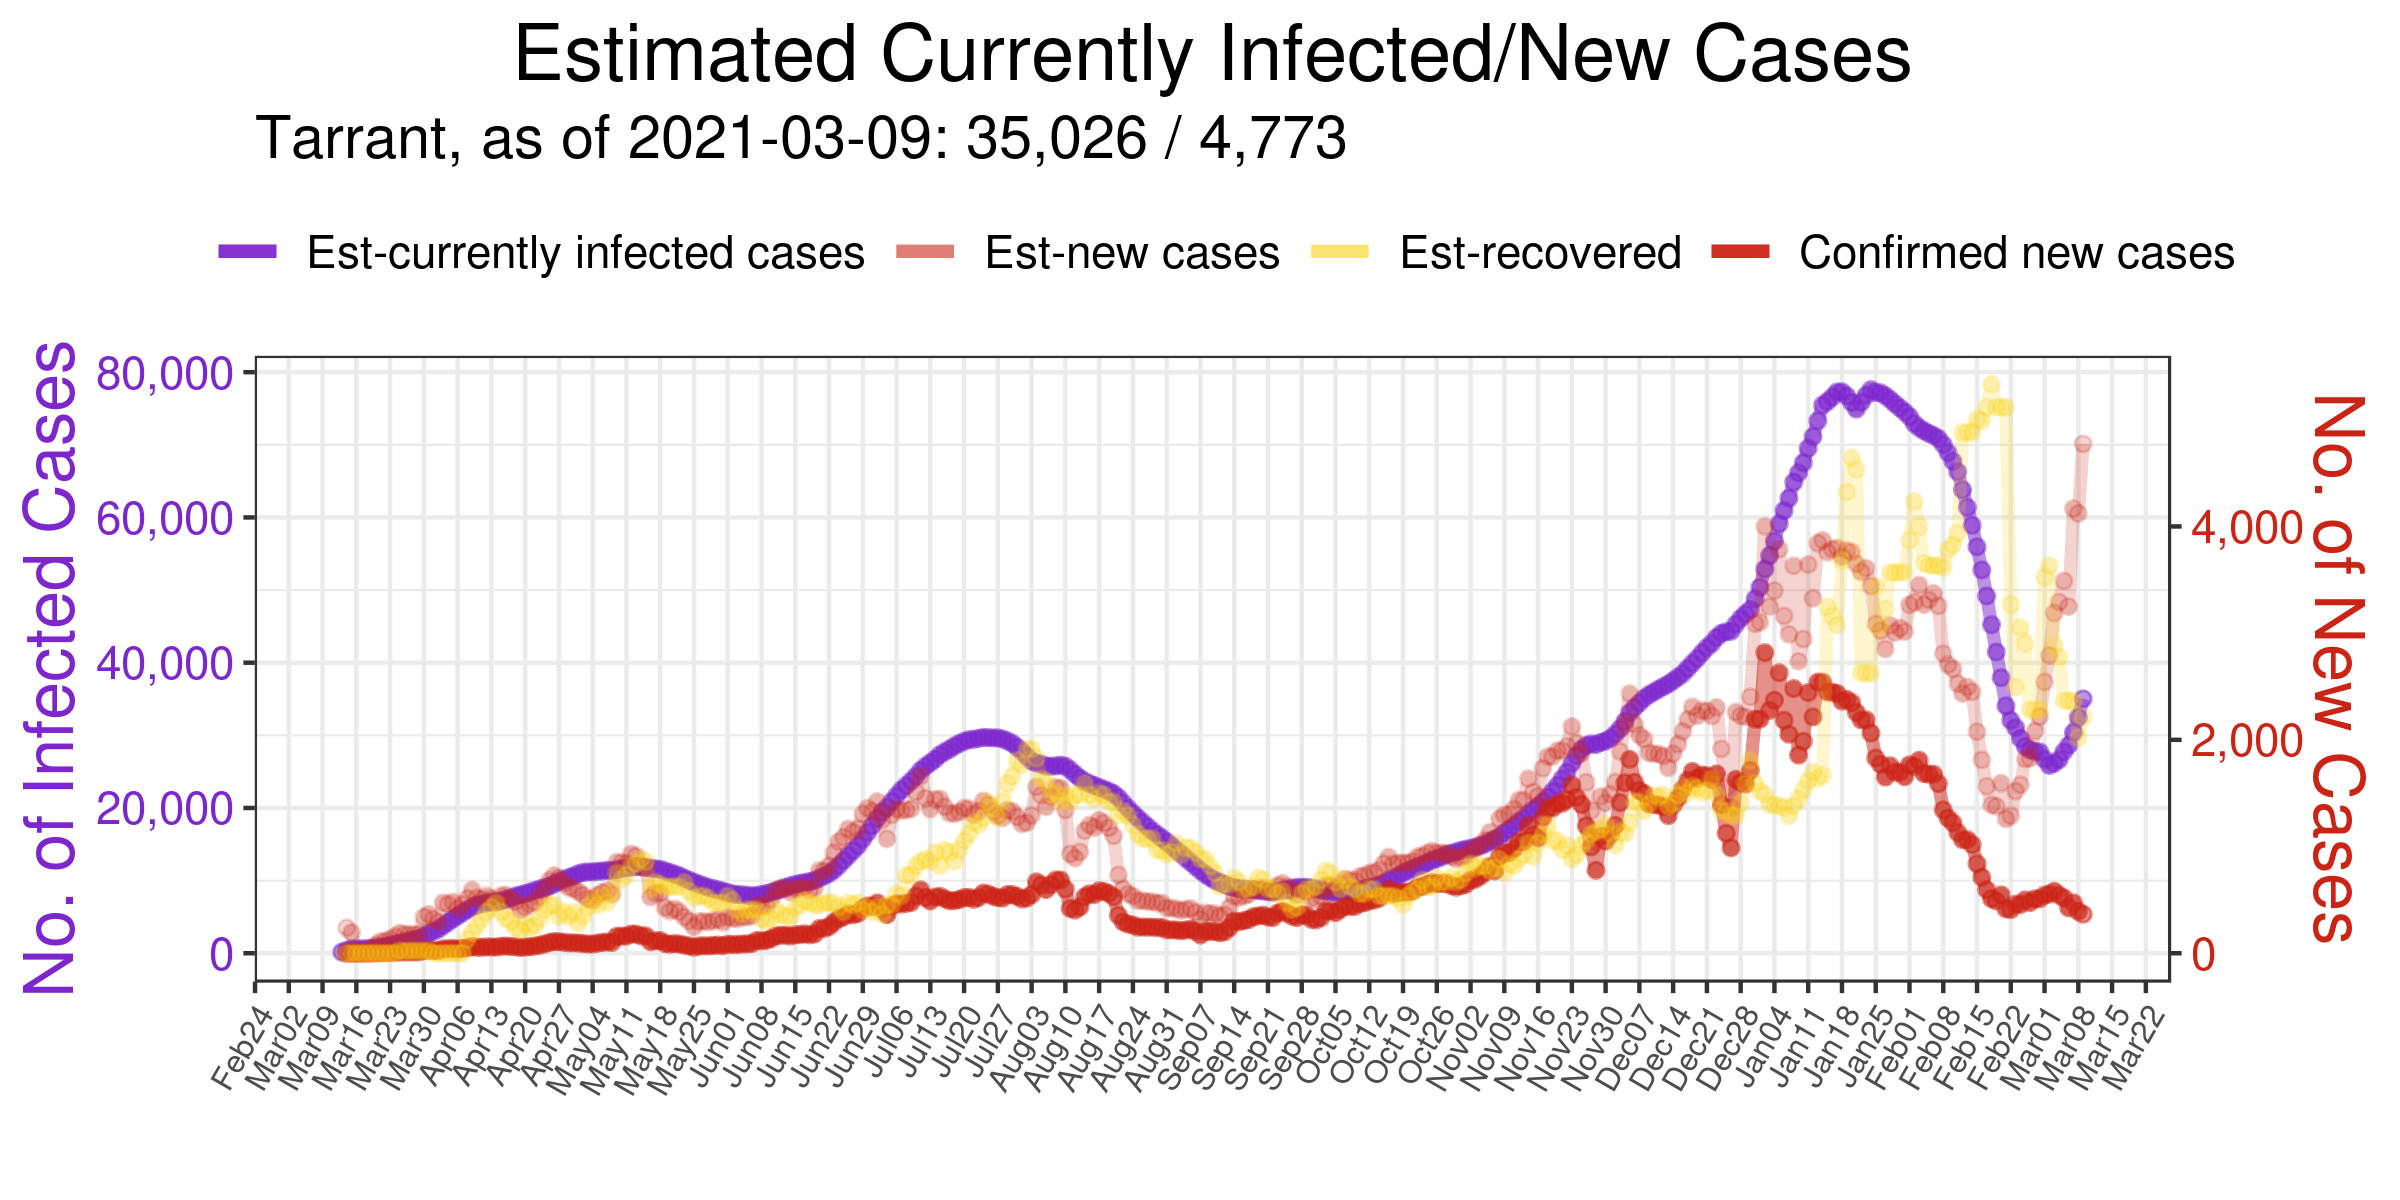 Estimated Currently Infected/New Cases
Tarrant, as of 2021-03-09: 35,026 / 4,773
Est-currently infected cases Est-new cases Est-recovered Confirmed new cases
No. of Infected Cases
80,000
60,000
40,000
20,000
0
4,000
2,000
0
No. of New Cases
Feb24 Mar02 Mar09 Mar16 Mar23 Mar30 Apr06 Apr13 Apr20 Apr27 May04 May11 May18 May25 Jun01 Jun08 Jun15 Jun22 Jun29 Jul06 Jul13 Jul20 Jul27 Aug03 Aug10 Aug17 Aug24 Aug31 Sep07 Sep14 Sep21 Sep28 Oct05 Oct12 Oct19 Oct26 Nov02 Nov09 Nov16 Nov23 Nov30 Dec07 Dec14 Dec21 Dec28 Jan04 Jan11 Jan18 Jan25 Feb01 Feb08 Feb15 Feb22 Mar01 Mar08 Mar15 Mar22